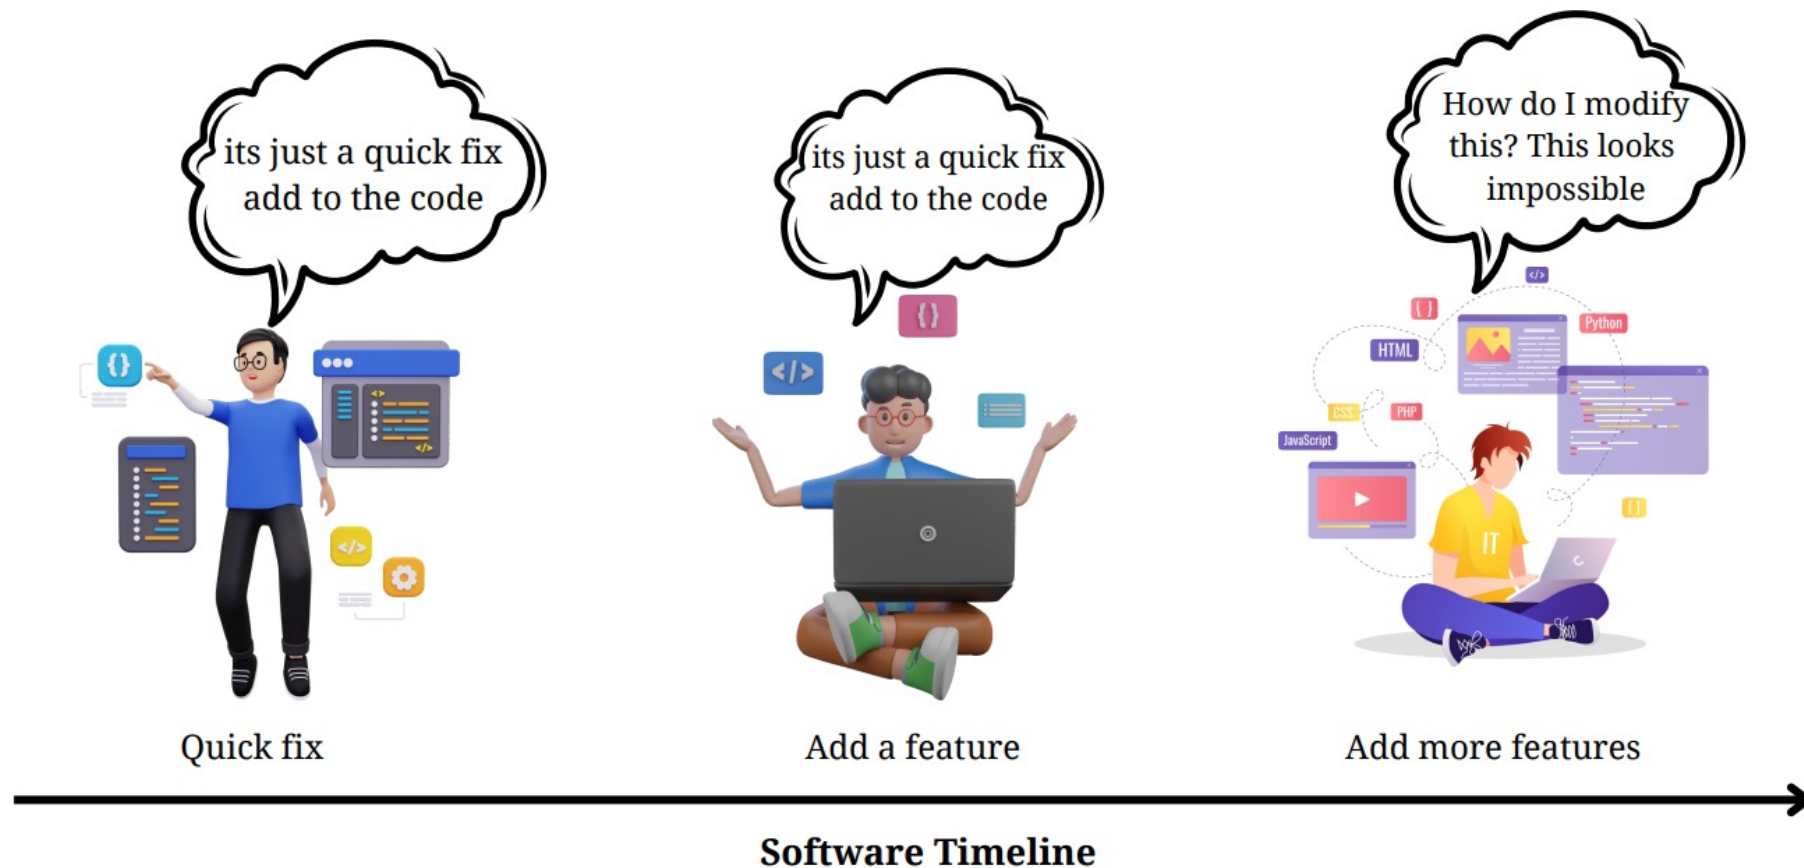 its just a quick fix
add to the code
its just a quick fix
add to the code
How do I modify
this? This looks
impossible
{}
</>
</>
{}
</>
</>
</>
{ }
Python
HTML
CSS
PHP
JavaScript
{ }
IT
Quick fix
Add a feature
Add more features
Software Timeline